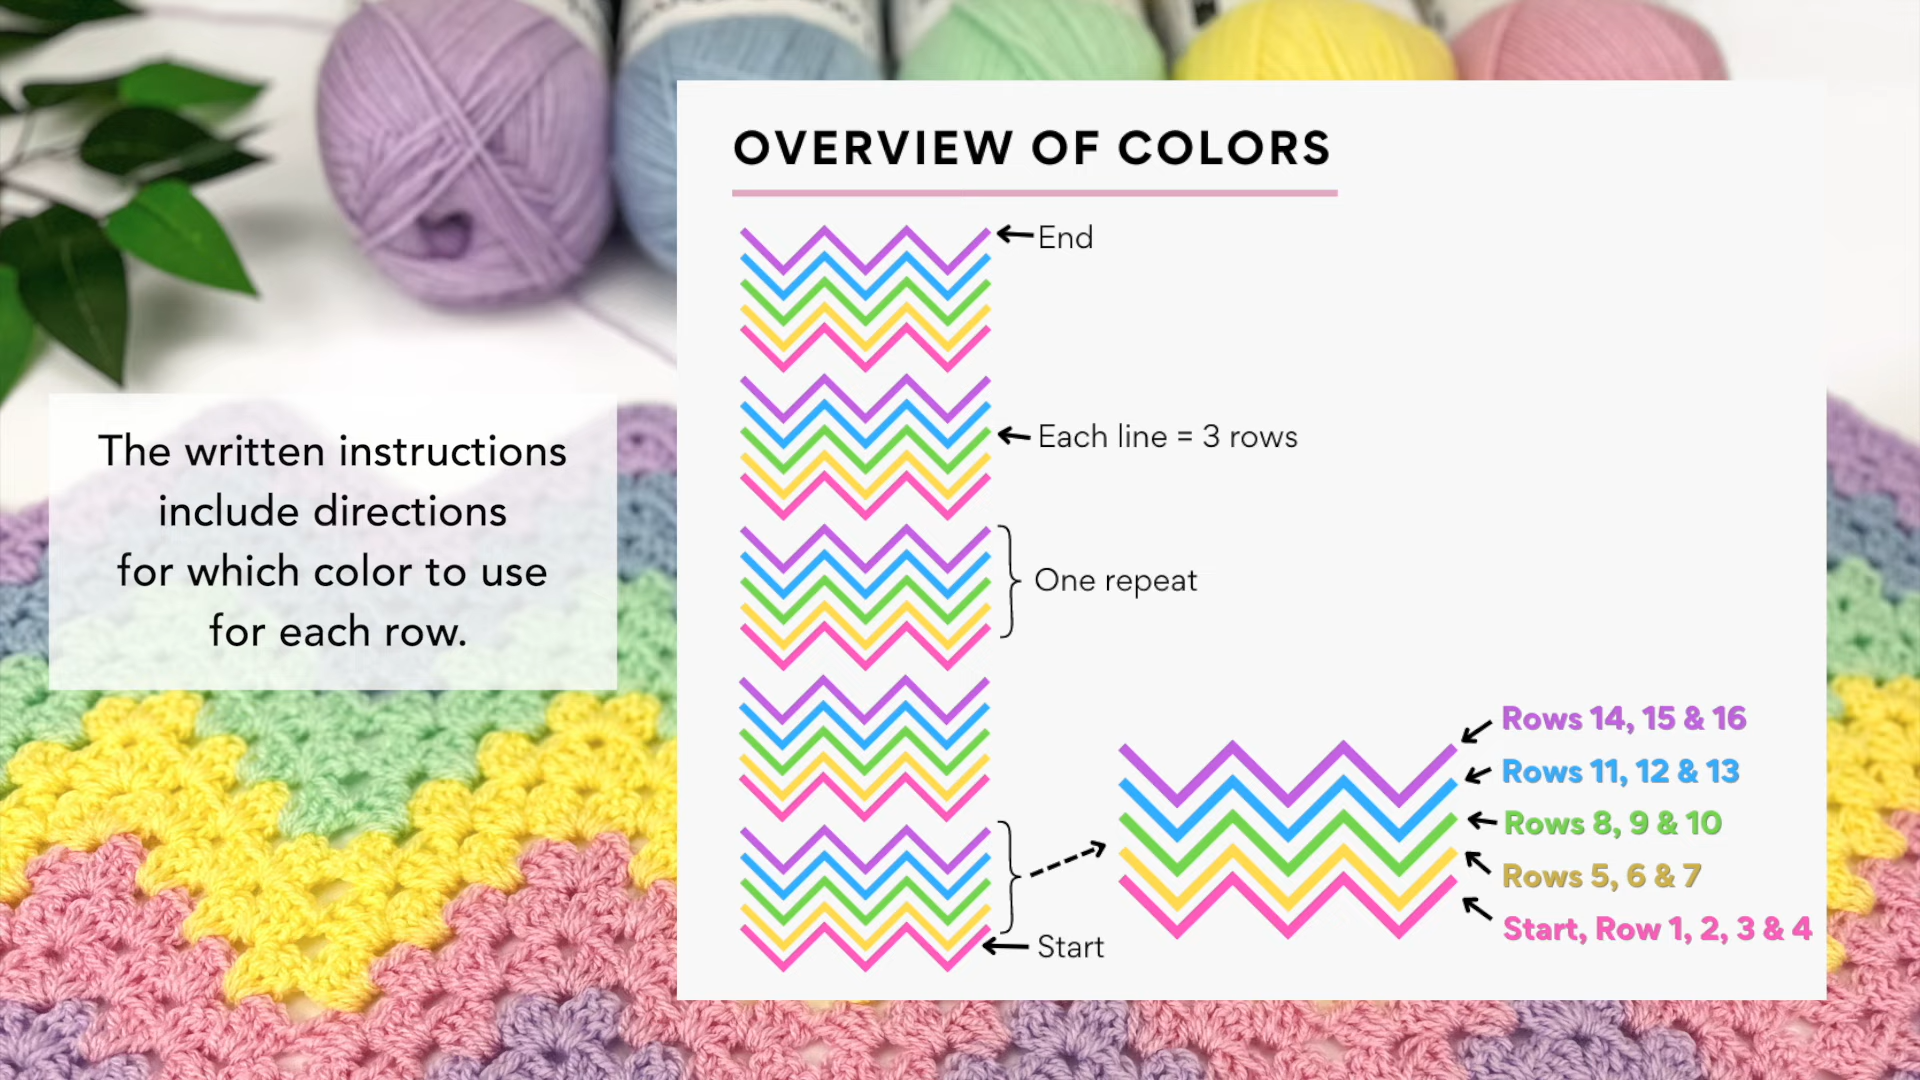 OVERVIEW OF COLORS
End
Each line = 3 rows
One repeat
Start
Rows 14, 15 & 16
Rows 11, 12 & 13
Rows 8, 9 & 10
Rows 5, 6 & 7
Start, Row 1, 2, 3 & 4
The written instructions
include directions
for which color to use
for each row.